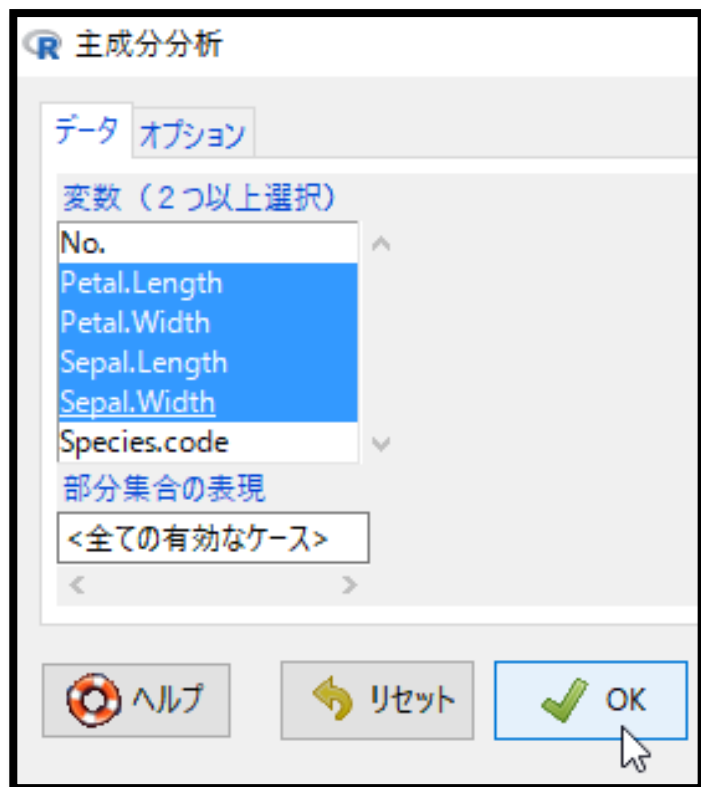 主成分分析
データ オプション
変数（２つ以上選択）
No.
Petal.Length
Petal.Width
Sepal.Length
Sepal.Width
Species.code
部分集合の表現
<全ての有効なケース>
ヘルプ リセット OK